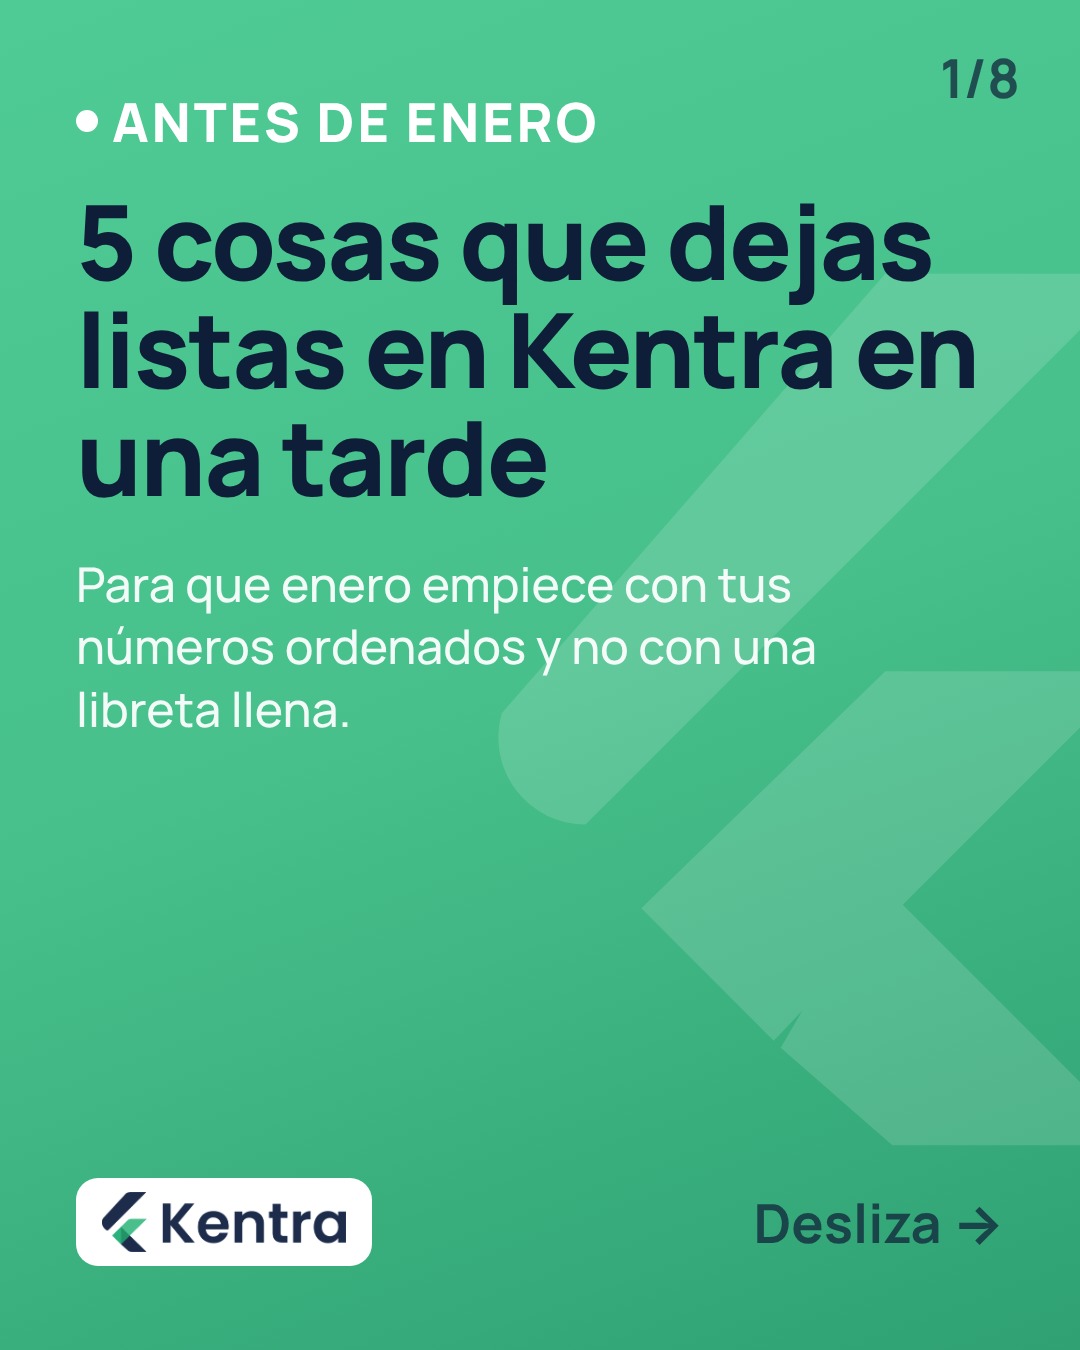 1/8
ANTES DE ENERO
5 cosas que dejas
listas en Kentra en
una tarde
Para que enero empiece con tus
números ordenados y no con una
libreta llena.
Kentra
Desliza →